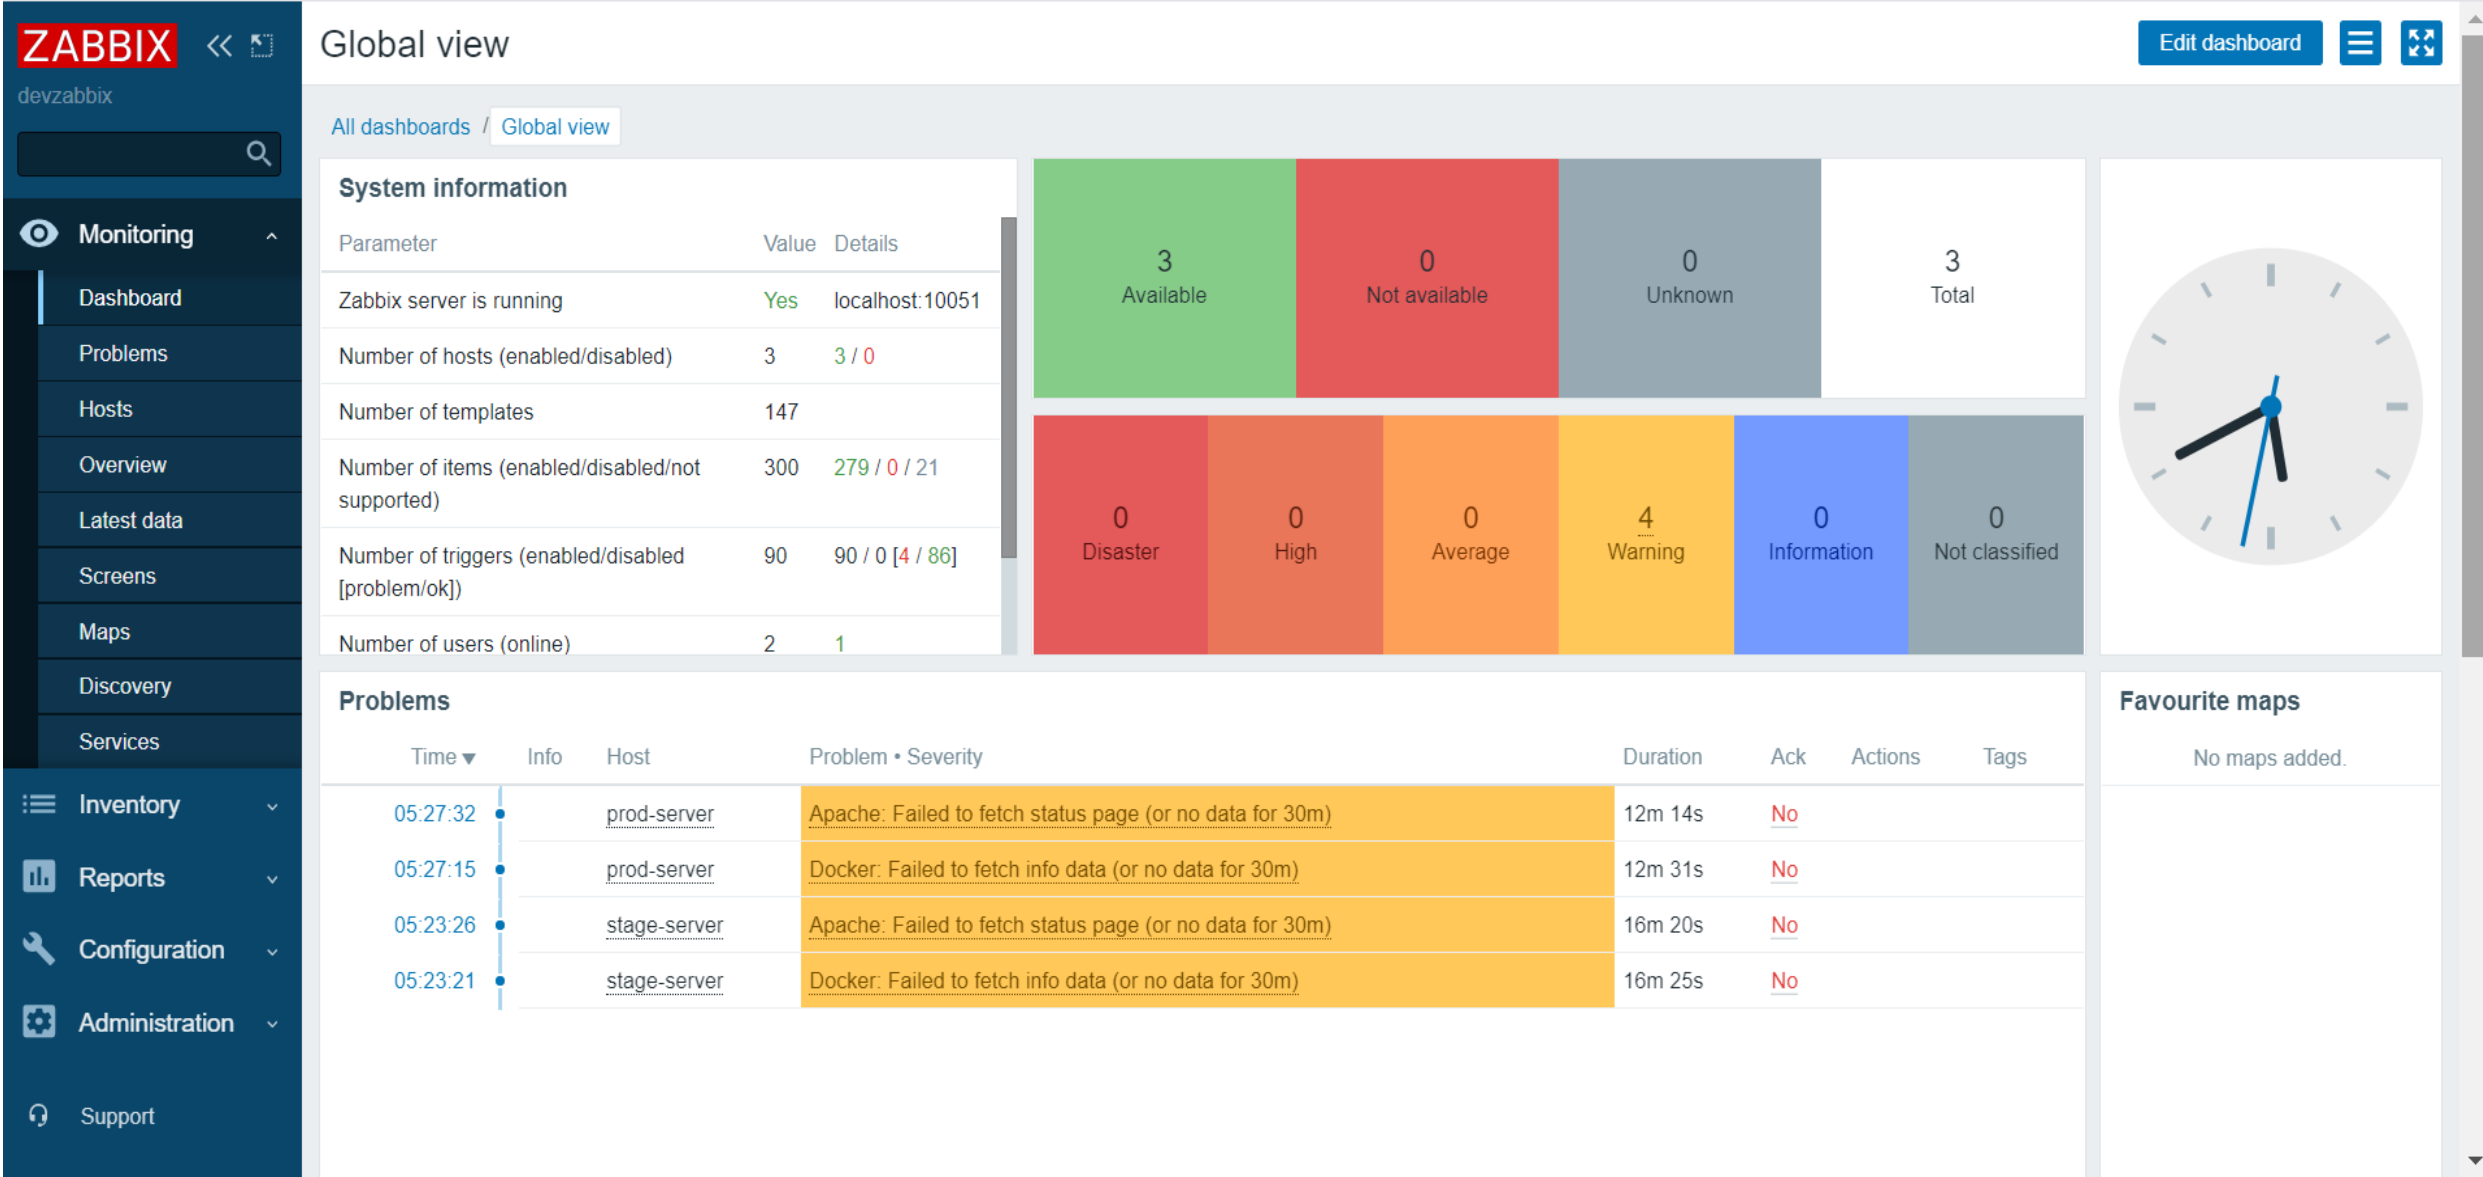 ZABBIX
devzabbix
Monitoring
Dashboard
Problems
Hosts
Overview
Latest data
Screens
Maps
Discovery
Services
Inventory
Reports
Configuration
Administration
Support
Global view
Edit dashboard
All dashboards / Global view
System information
Parameter Value Details
Zabbix server is running Yes localhost:10051
Number of hosts (enabled/disabled) 3 3 / 0
Number of templates 147
Number of items (enabled/disabled/not 300 279 / 0 / 21
supported)
Number of triggers (enabled/disabled 90 90 / 0 [4 / 86]
[problem/ok])
Number of users (online) 2 1
3 0 0 3
Available Not available Unknown Total
0 0 0 4 0 0
Disaster High Average Warning Information Not classified
Problems
Time ▼ Info Host Problem • Severity Duration Ack Actions Tags
05:27:32 prod-server Apache: Failed to fetch status page (or no data for 30m) 12m 14s No
05:27:15 prod-server Docker: Failed to fetch info data (or no data for 30m) 12m 31s No
05:23:26 stage-server Apache: Failed to fetch status page (or no data for 30m) 16m 20s No
05:23:21 stage-server Docker: Failed to fetch info data (or no data for 30m) 16m 25s No
Favourite maps
No maps added.